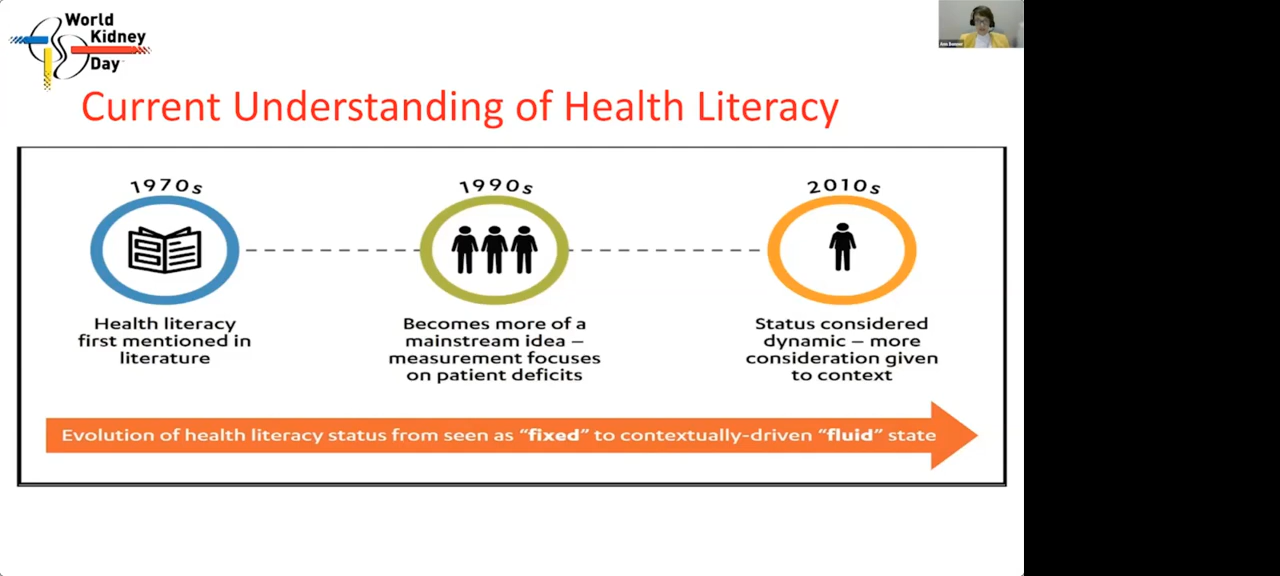 World
Kidney
Day
Current Understanding of Health Literacy
1970s
1990s
2010s
Health literacy
first mentioned in
literature
Becomes more of a
mainstream idea –
measurement focuses
on patient deficits
Status considered
dynamic – more
consideration given
to context
Evolution of health literacy status from seen as “fixed” to contextually-driven “fluid” state